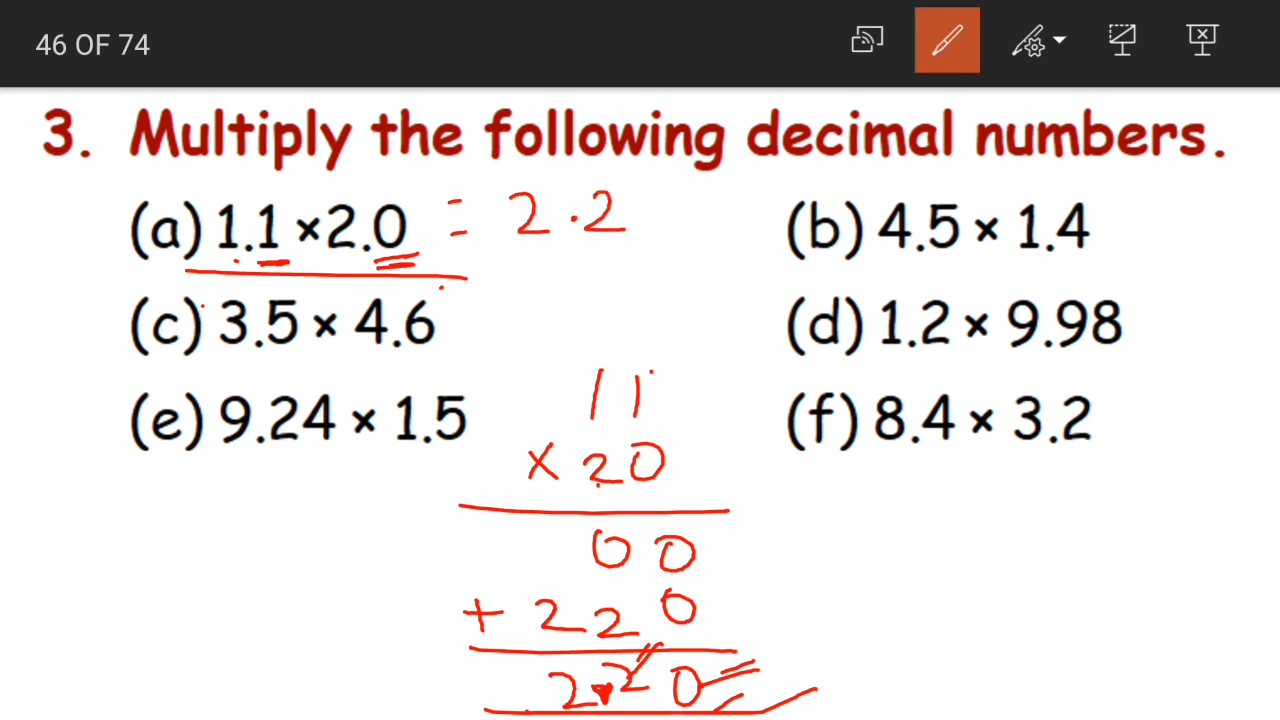 46 OF 74
3. Multiply the following decimal numbers.
(a) 1.1 × 2.0 = 2.2
(b) 4.5 × 1.4
(c) 3.5 × 4.6
(d) 1.2 × 9.98
(e) 9.24 × 1.5
(f) 8.4 × 3.2
11
× 20
00
+ 220
2.20